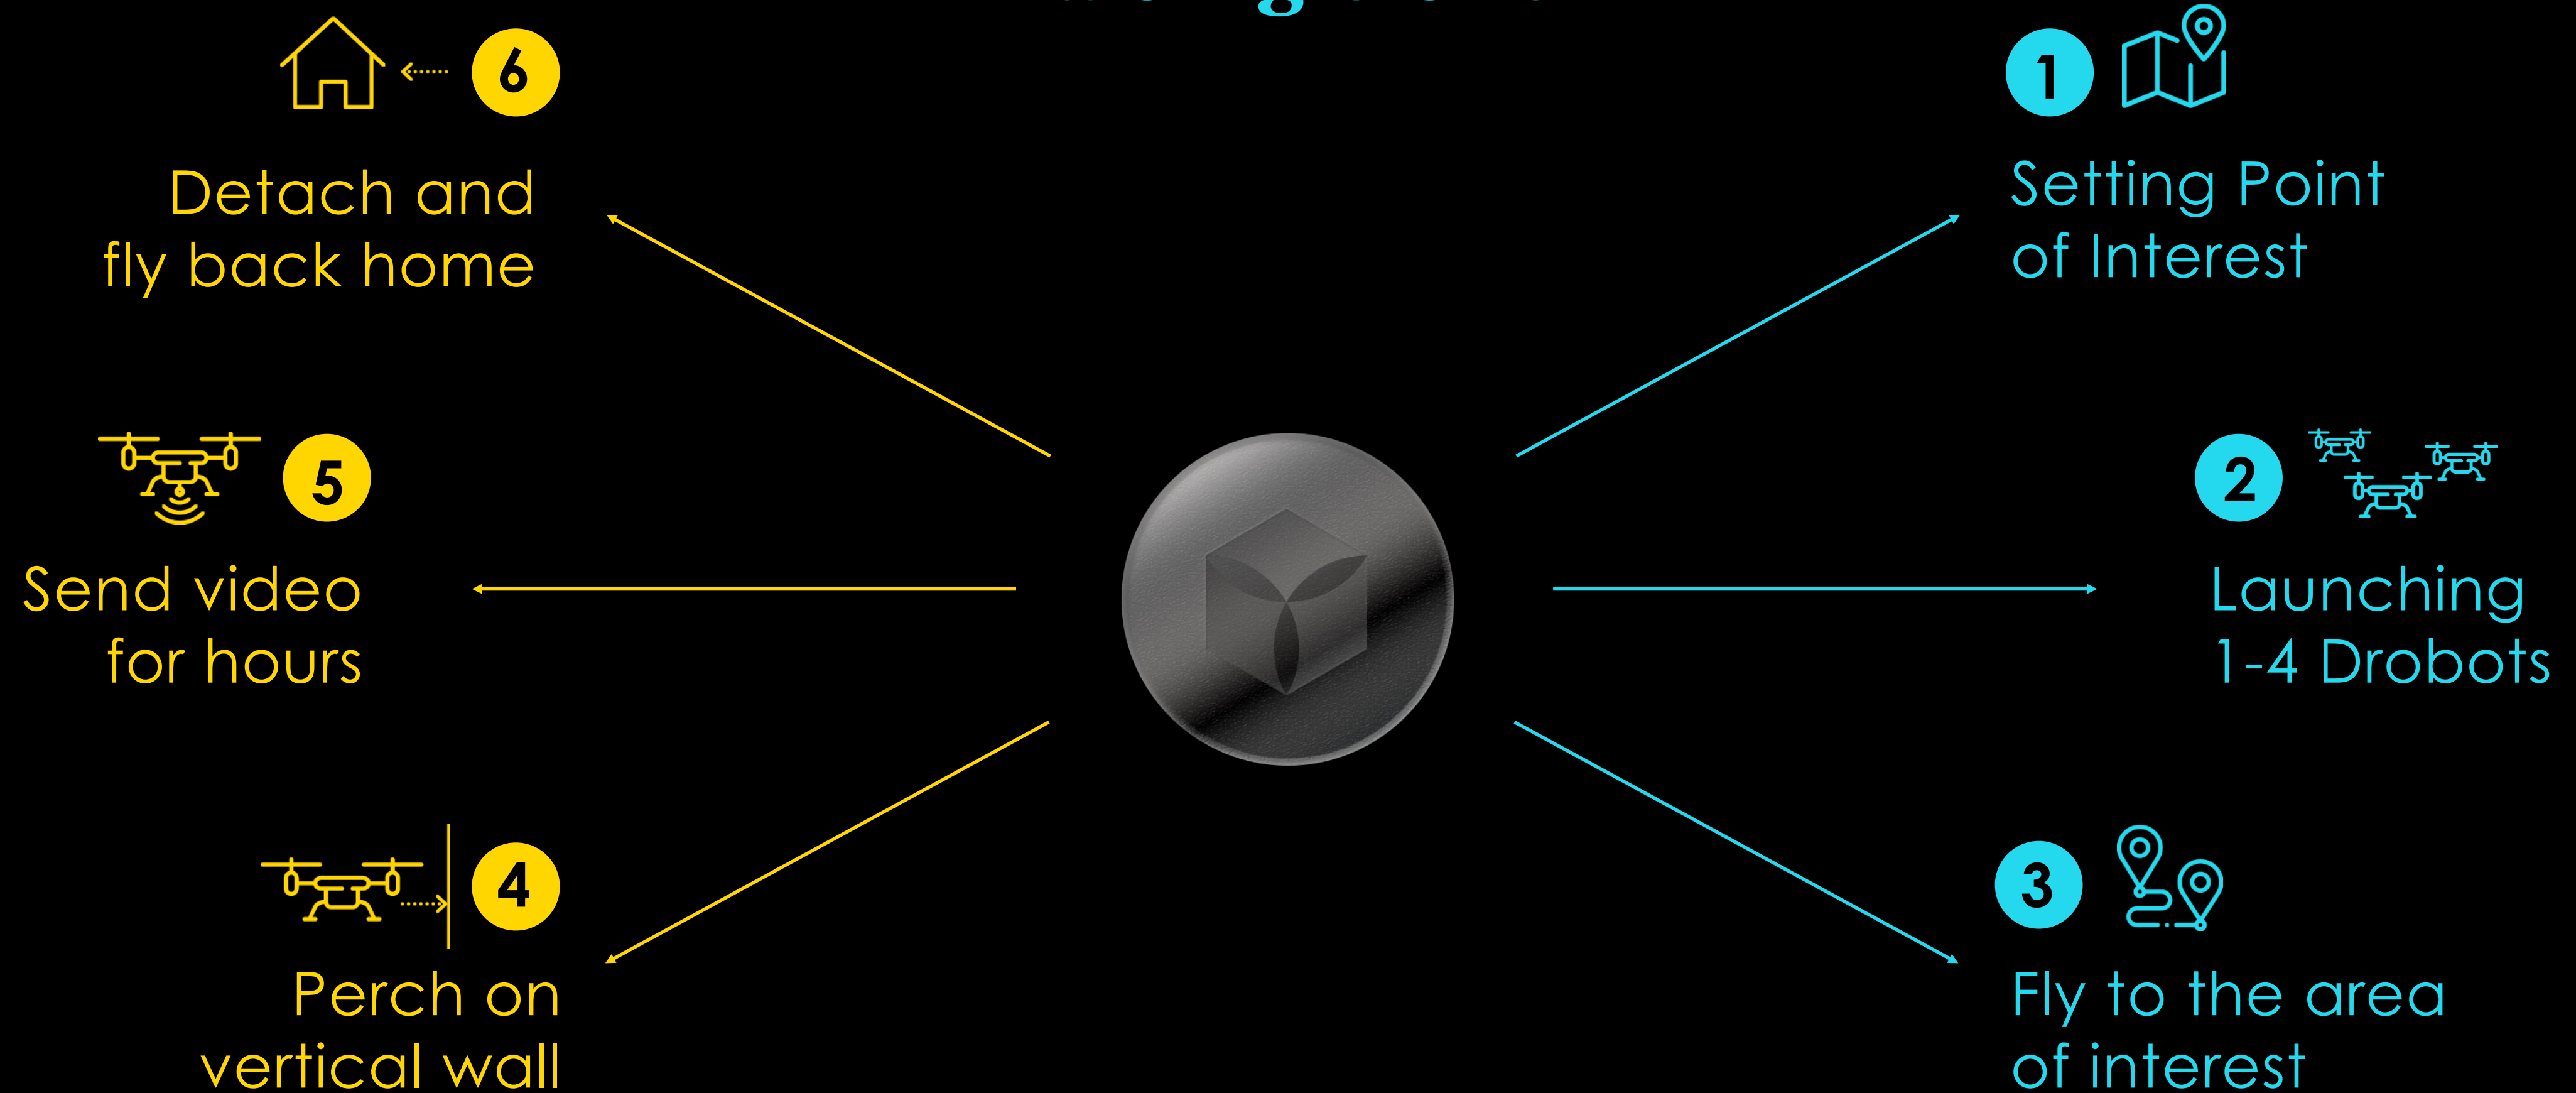 1
Setting Point
of Interest
2
Launching
1-4 Drobots
3
Fly to the area
of interest
4
Perch on
vertical wall
5
Send video
for hours
6
Detach and
fly back home